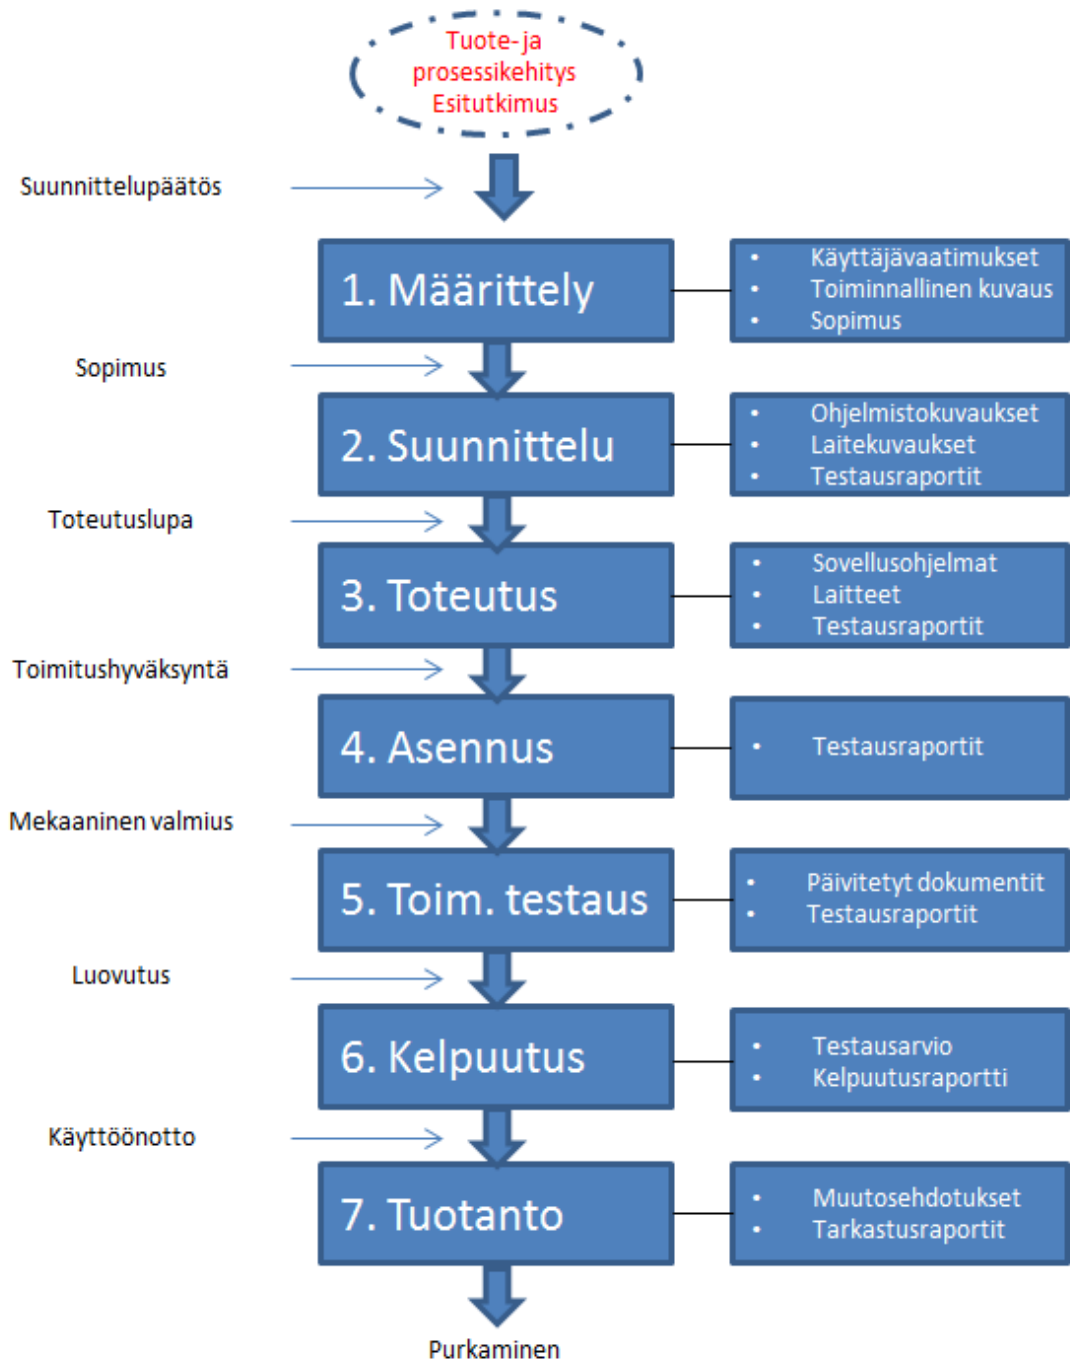 Tuote- ja
prosessikehitys
Esitutkimus
Suunnittelupäätös
1. Määrittely
• Käyttäjävaatimukset
• Toiminnallinen kuvaus
• Sopimus
Sopimus
2. Suunnittelu
• Ohjelmistokuvaukset
• Laitekuvaukset
• Testausraportit
Toteutuslupa
3. Toteutus
• Sovellusohjelmat
• Laitteet
• Testausraportit
Toimitushyväksyntä
4. Asennus
• Testausraportit
Mekaaninen valmius
5. Toim. testaus
• Päivitetyt dokumentit
• Testausraportit
Luovutus
6. Kelpuutus
• Testausarvio
• Kelpuutusraportti
Käyttöönotto
7. Tuotanto
• Muutosehdotukset
• Tarkastusraportit
Purkaminen